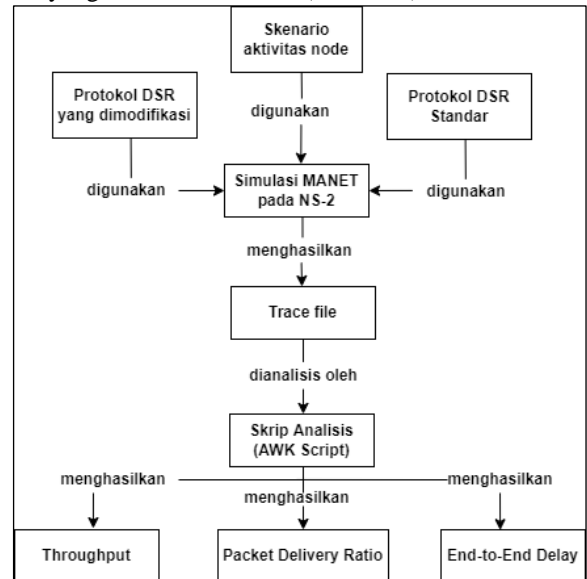 Skenario
aktivitas node
Protokol DSR
yang dimodifikasi
digunakan
Protokol DSR
Standar
digunakan
Simulasi MANET
pada NS-2
digunakan
menghasilkan
Trace file
dianalisis oleh
Skrip Analisis
(AWK Script)
menghasilkan
menghasilkan
menghasilkan
Throughput
Packet Delivery Ratio
End-to-End Delay